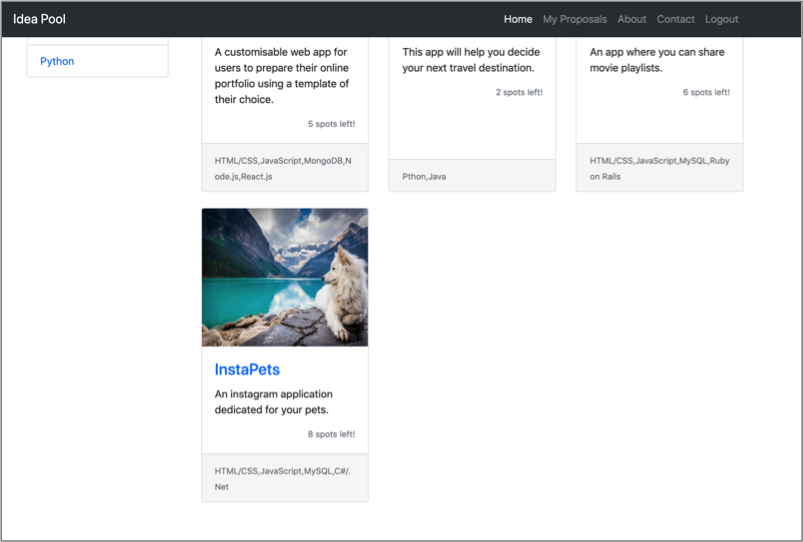 Idea Pool
Home My Proposals About Contact Logout
Python
A customisable web app for
users to prepare their online
portfolio using a template of
their choice.
5 spots left!
HTML/CSS,JavaScript,MongoDB,N
ode.js,React.js
This app will help you decide
your next travel destination.
2 spots left!
Pthon,Java
An app where you can share
movie playlists.
6 spots left!
HTML/CSS,JavaScript,MySQL,Ruby
on Rails
InstaPets
An instagram application
dedicated for your pets.
8 spots left!
HTML/CSS,JavaScript,MySQL,C#/.
Net